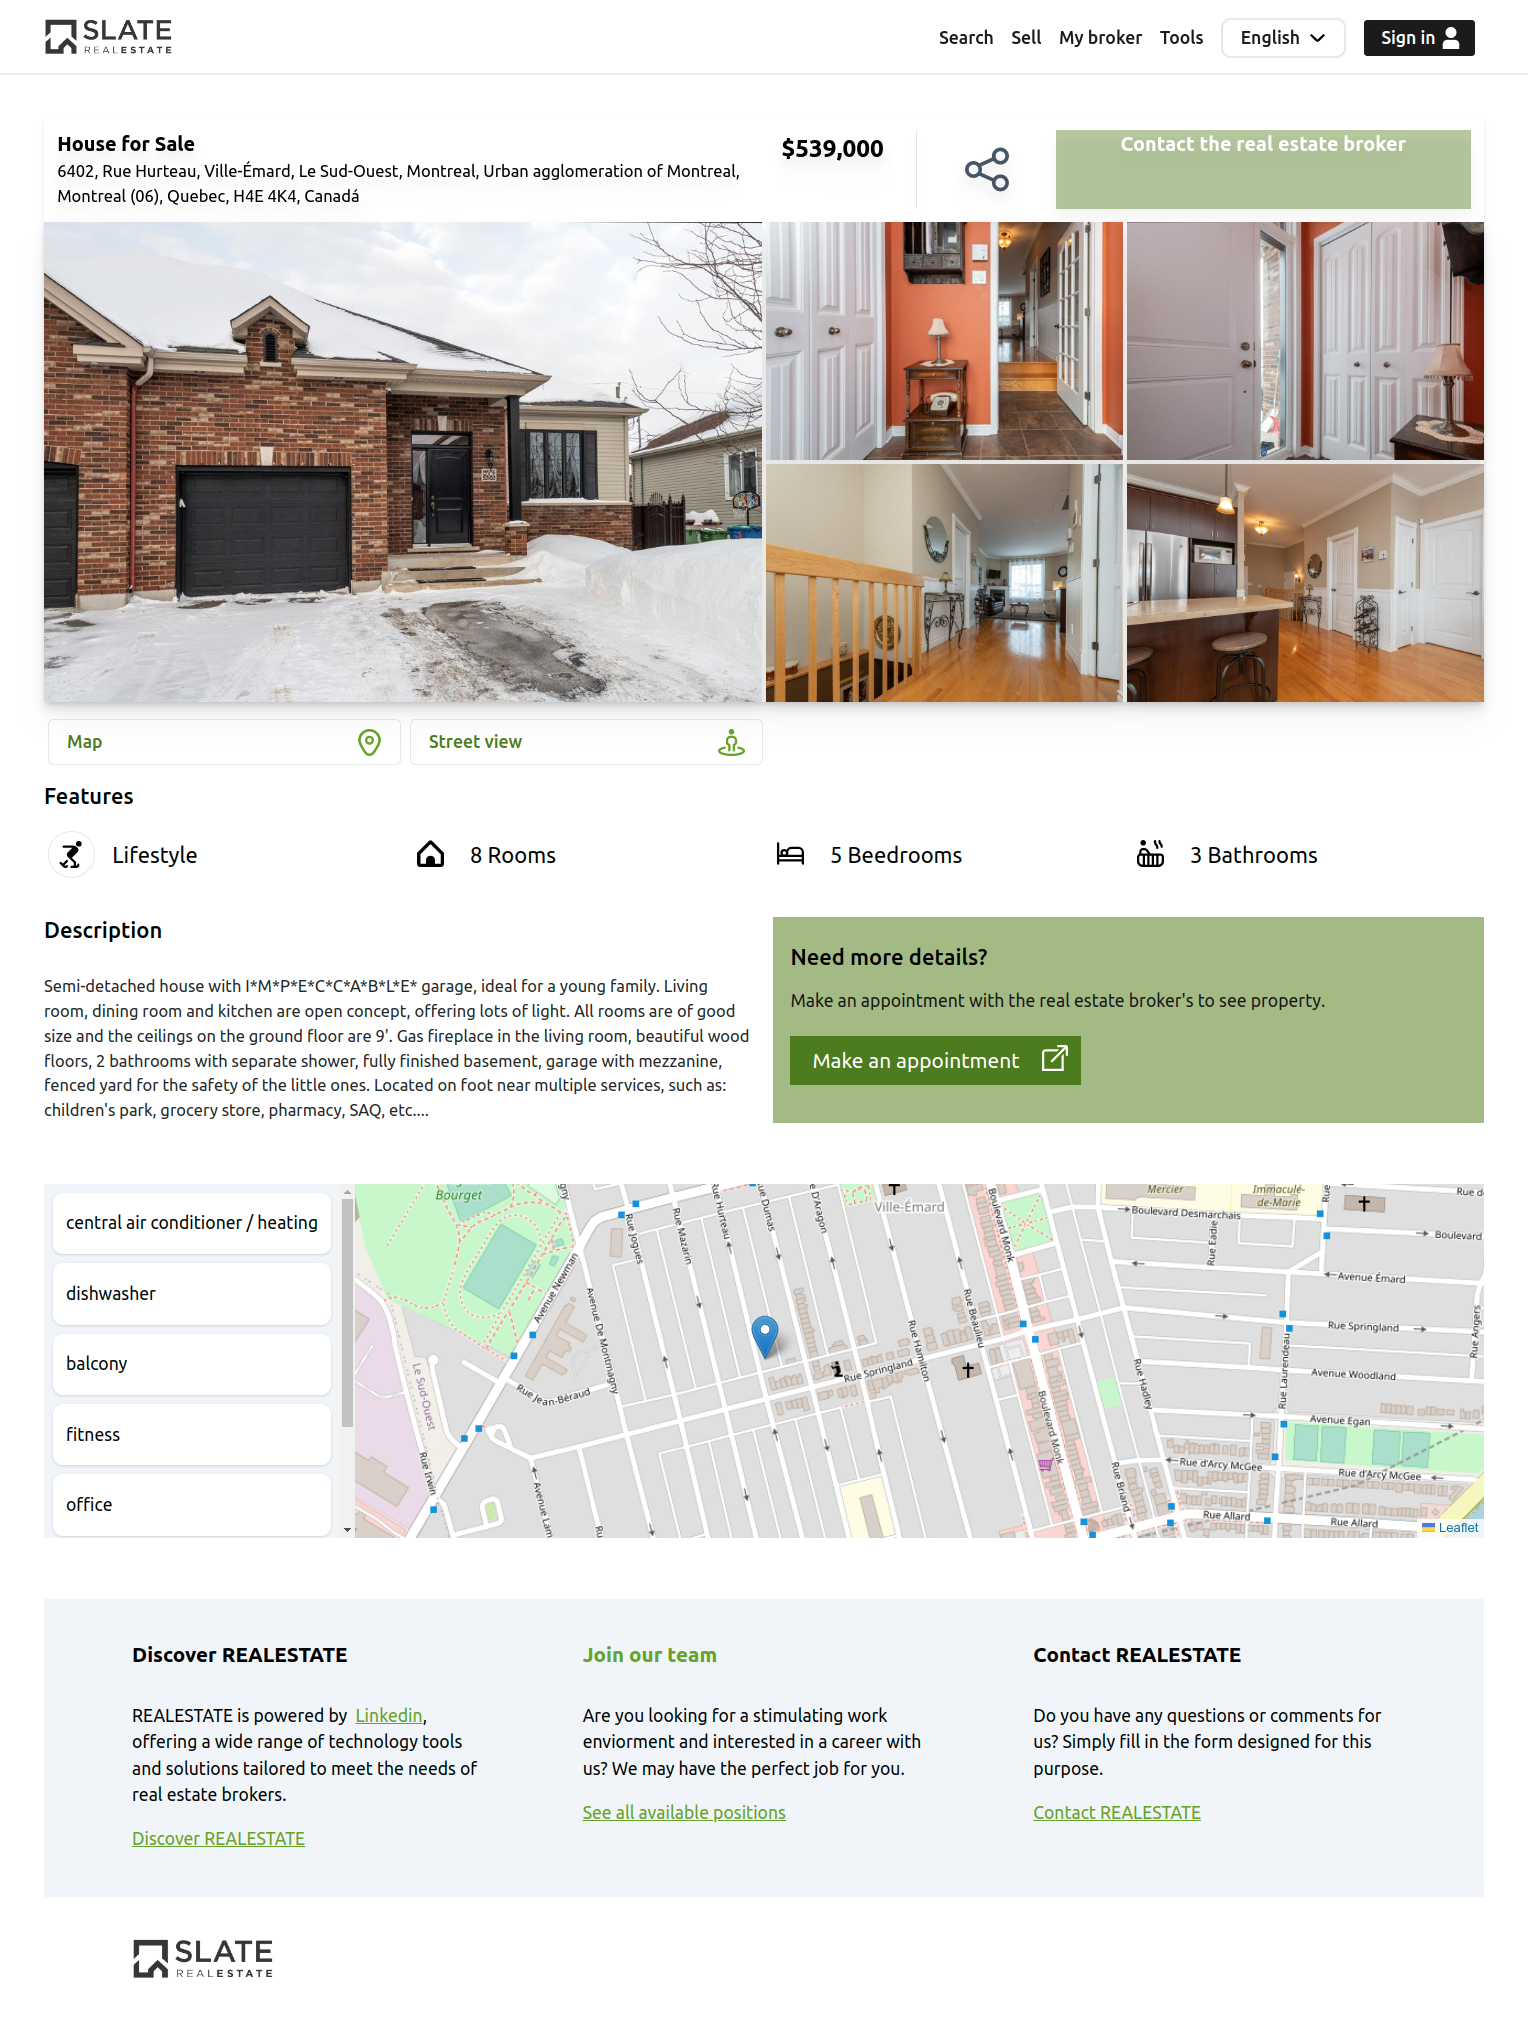 SLATE
REALESTATE
Search Sell My broker Tools English Sign in
House for Sale
6402, Rue Hurteau, Ville-Émard, Le Sud-Ouest, Montreal, Urban agglomeration of Montreal,
Montreal (06), Quebec, H4E 4K4, Canadá
$539,000
Contact the real estate broker
Map
Street view
Features
Lifestyle
8 Rooms
5 Beedrooms
3 Bathrooms
Description
Semi-detached house with I*M*P*E*C*C*A*B*L*E* garage, ideal for a young family. Living
room, dining room and kitchen are open concept, offering lots of light. All rooms are of good
size and the ceilings on the ground floor are 9'. Gas fireplace in the living room, beautiful wood
floors, 2 bathrooms with separate shower, fully finished basement, garage with mezzanine,
fenced yard for the safety of the little ones. Located on foot near multiple services, such as:
children's park, grocery store, pharmacy, SAQ, etc....
Need more details?
Make an appointment with the real estate broker's to see property.
Make an appointment
central air conditioner / heating
dishwasher
balcony
fitness
office
Bourget
Rue Jogues
Rue Mazarin
Rue Hurteau
Rue Dumas
Rue D'Aragon
Ville-Émard
Boulevard Monk
Mercier
Immaculé-
de-Marie
Boulevard Desmarchais
Rue Eadie
Boulevard
Avenue Émard
Avenue Newman
Avenue De Montmagny
Rue Beaulieu
Rue Hamilton
Rue Springland
Rue Springland
Rue Laurendeau
Rue Angers
Avenue Woodland
Rue Hadley
Le Sud-Ouest
Rue Jean-Béraud
Boulevard Monk
Avenue Egan
Rue Irwin
Avenue Lam
Rue d'Arcy McGee
Rue d'Arcy McGee
Rue Briand
Rue Allard
Rue Allard
Leaflet
Discover REALESTATE
REALESTATE is powered by Linkedin,
offering a wide range of technology tools
and solutions tailored to meet the needs of
real estate brokers.
Discover REALESTATE
Join our team
Are you looking for a stimulating work
enviorment and interested in a career with
us? We may have the perfect job for you.
See all available positions
Contact REALESTATE
Do you have any questions or comments for
us? Simply fill in the form designed for this
purpose.
Contact REALESTATE
SLATE
REALESTATE